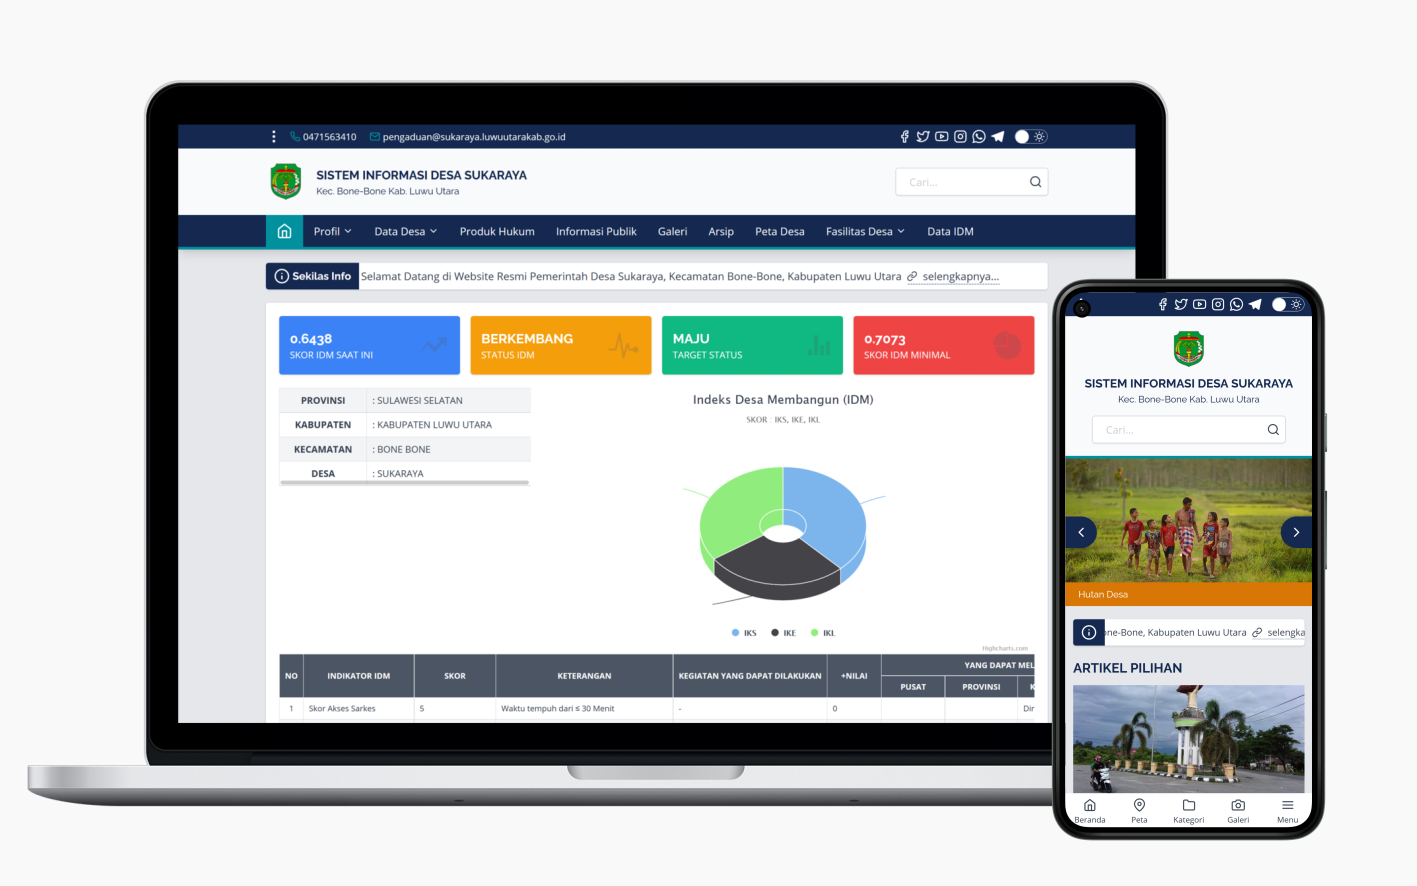 0471563410 pengaduan@sukaraya.luwuutarakab.go.id
SISTEM INFORMASI DESA SUKARAYA
Kec. Bone-Bone Kab. Luwu Utara
Cari...
Profil Data Desa Produk Hukum Informasi Publik Galeri Arsip Peta Desa Fasilitas Desa Data IDM
Sekilas Info Selamat Datang di Website Resmi Pemerintah Desa Sukaraya, Kecamatan Bone-Bone, Kabupaten Luwu Utara selengkapnya...
0.6438
SKOR IDM SAAT INI
BERKEMBANG
STATUS IDM
MAJU
TARGET STATUS
0.7073
SKOR IDM MINIMAL
PROVINSI : SULAWESI SELATAN
KABUPATEN : KABUPATEN LUWU UTARA
KECAMATAN : BONE BONE
DESA : SUKARAYA
Indeks Desa Membangun (IDM)
SKOR : IKS, IKE, IKL
IKS IKE IKL
Highcharts.com
NO INDIKATOR IDM SKOR KETERANGAN KEGIATAN YANG DAPAT DILAKUKAN +NILAI YANG DAPAT MEL
PUSAT PROVINSI K
1 Skor Akses Sarkes 5 Waktu tempuh dari ≤ 30 Menit - 0 Dir
SISTEM INFORMASI DESA SUKARAYA
Kec. Bone-Bone Kab. Luwu Utara
Cari...
Hutan Desa
ne-Bone, Kabupaten Luwu Utara selengka
ARTIKEL PILIHAN
Beranda Peta Kategori Galeri Menu